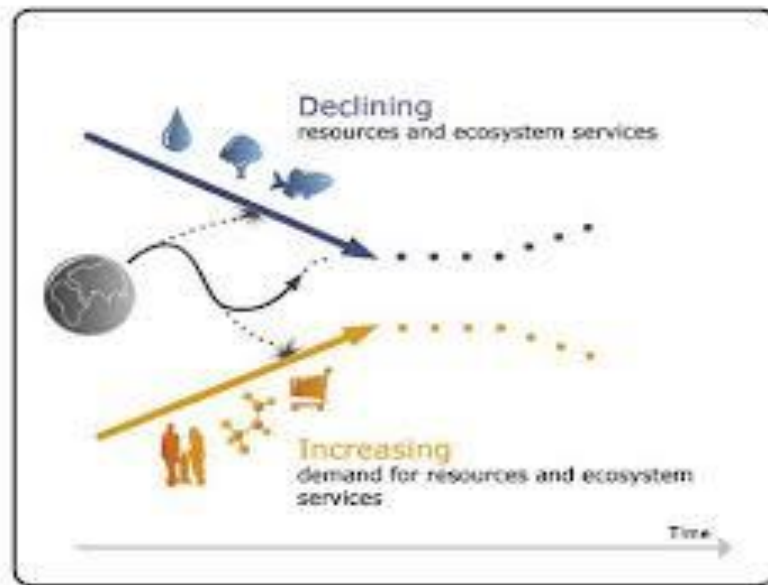 Declining
resources and ecosystem services
Increasing
demand for resources and ecosystem
services
Time